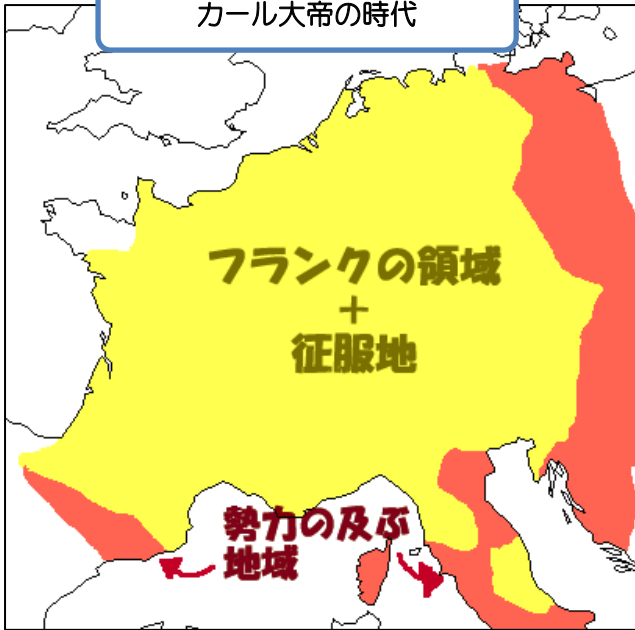 カール大帝の時代
フランクの領域
＋
征服地
勢力の及ぶ
地域